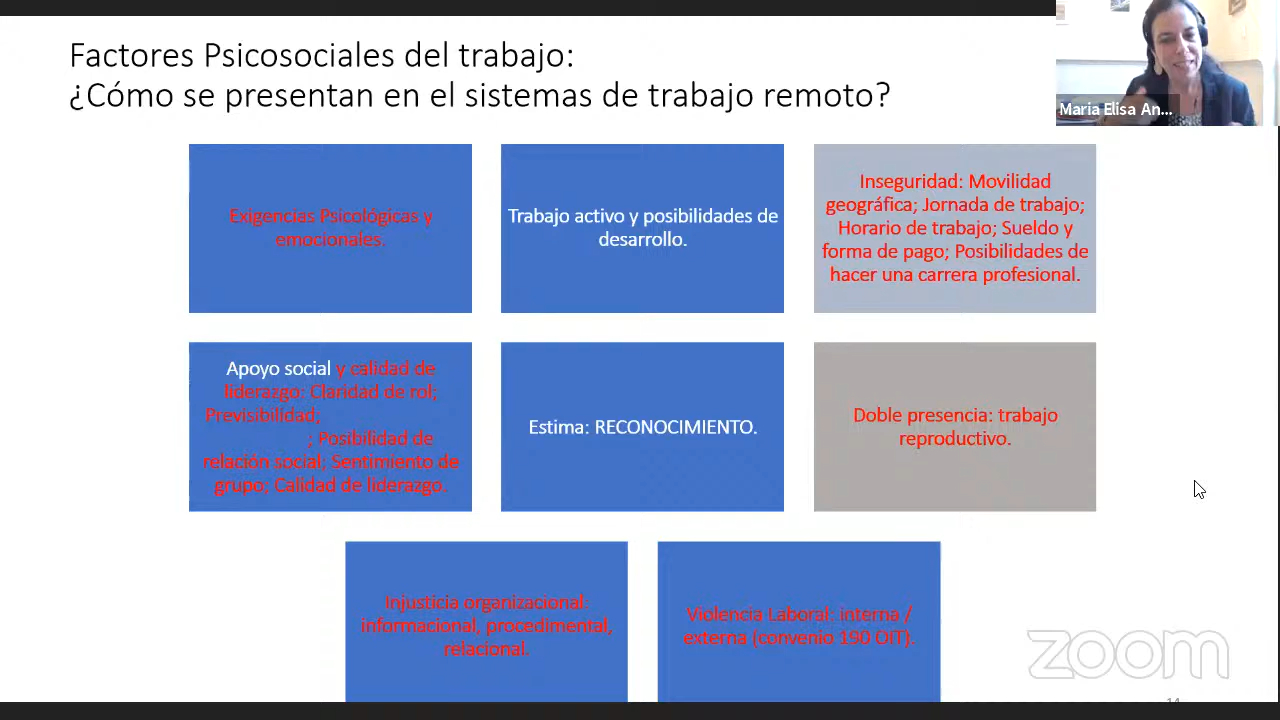 Factores Psicosociales del trabajo:
¿Cómo se presentan en el sistemas de trabajo remoto?
Maria Elisa An...
Exigencias Psicológicas y
emocionales.
Trabajo activo y posibilidades de
desarrollo.
Inseguridad: Movilidad
geográfica; Jornada de trabajo;
Horario de trabajo; Sueldo y
forma de pago; Posibilidades de
hacer una carrera profesional.
Apoyo social y calidad de
liderazgo: Claridad de rol;
Previsibilidad;
; Posibilidad de
relación social; Sentimiento de
grupo; Calidad de liderazgo.
Estima: RECONOCIMIENTO.
Doble presencia: trabajo
reproductivo.
Injusticia organizacional:
informacional, procedimental,
relacional.
Violencia Laboral: interna /
externa (convenio 190 OIT).
zoom